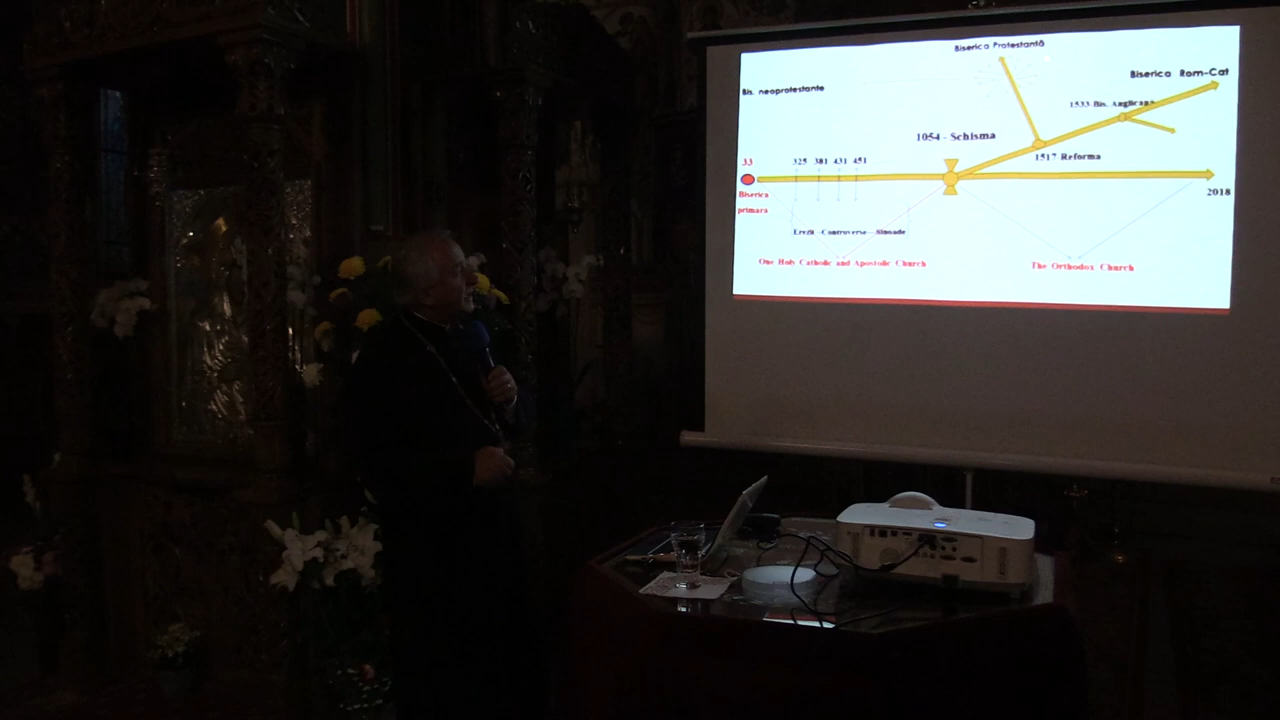 Biserica Protestantă
Biserica Rom-Cat
Bis. neoprotestante
1533 Bis. Anglicana
1054 - Schisma
33
325 381 431 451
1517 Reforma
Biserica
primara
2018
Erezii - Controverse - Sinoade
One Holy Catholic and Apostolic Church
The Orthodox Church